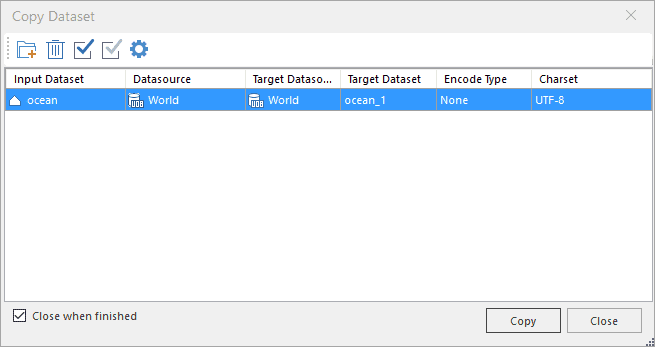 Copy Dataset
Input Dataset Datasource Target Dataso... Target Dataset Encode Type Charset
ocean World World ocean_1 None UTF-8
Close when finished Copy Close